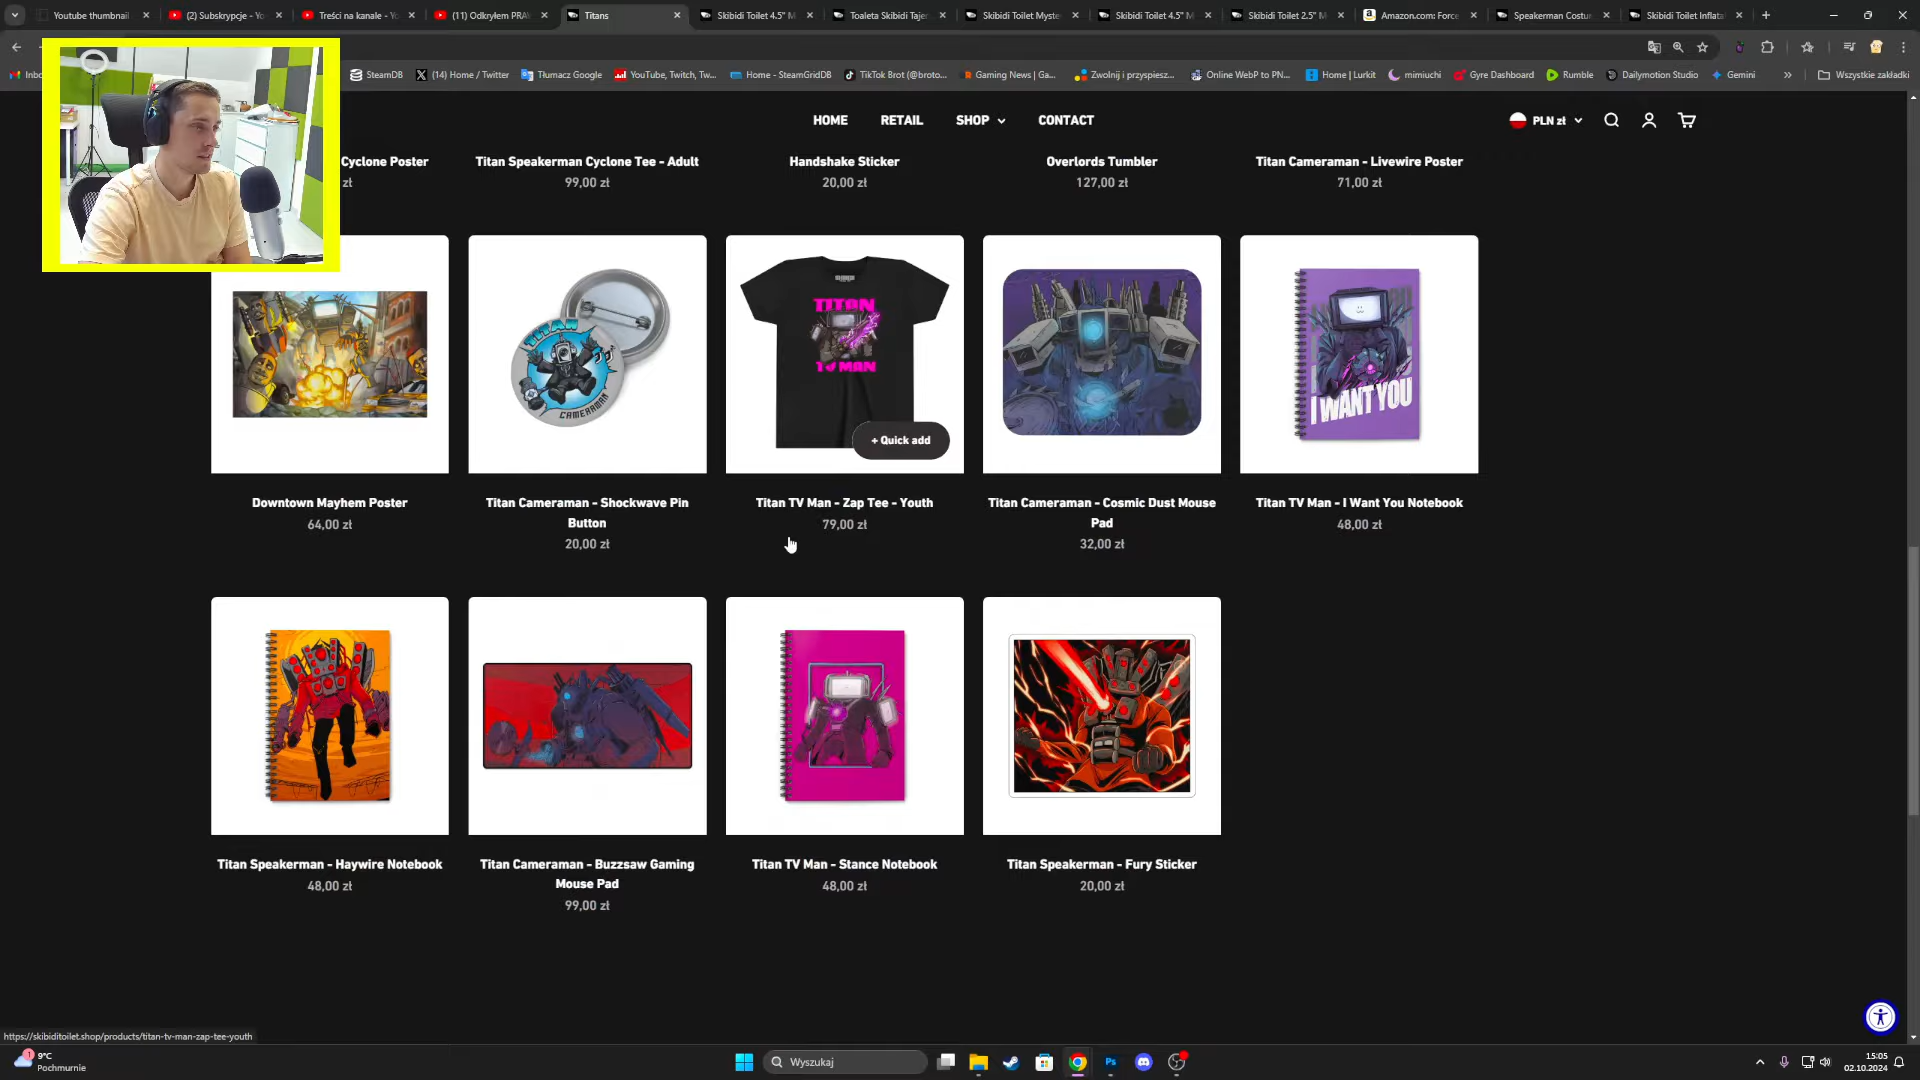 Youtube thumbnail
(2) Subskrypcje - Yo
Treści na kanale - Yo
(11) Odkryłem PRA
Titans
Skibidi Toilet 4.5" M
Toaleta Skibidi Tajer
Skibidi Toilet Myste
Skibidi Toilet 4.5" M
Skibidi Toilet 2.5" M
Amazon.com: Force
Speakerman Costu
Skibidi Toilet Inflata
Inbo
SteamDB
(14) Home / Twitter
Tłumacz Google
YouTube, Twitch, Tw...
Home - SteamGridDB
TikTok Brot (@broto...
Gaming News | Ga...
Zwolnij i przyspiesz...
Online WebP to PN...
Home | Lurkit
mimiuchi
Gyre Dashboard
Rumble
Dailymotion Studio
Gemini
»
Wszystkie zakładki
HOME
RETAIL
SHOP
CONTACT
PLN zł
Cyclone Poster
zł
Titan Speakerman Cyclone Tee - Adult
99,00 zł
Handshake Sticker
20,00 zł
Overlords Tumbler
127,00 zł
Titan Cameraman - Livewire Poster
71,00 zł
TITAN
CAMERAMAN
TITAN
TV MAN
+ Quick add
I WANT YOU
Downtown Mayhem Poster
64,00 zł
Titan Cameraman - Shockwave Pin
Button
20,00 zł
Titan TV Man - Zap Tee - Youth
79,00 zł
Titan Cameraman - Cosmic Dust Mouse
Pad
32,00 zł
Titan TV Man - I Want You Notebook
48,00 zł
Titan Speakerman - Haywire Notebook
48,00 zł
Titan Cameraman - Buzzsaw Gaming
Mouse Pad
99,00 zł
Titan TV Man - Stance Notebook
48,00 zł
Titan Speakerman - Fury Sticker
20,00 zł
https://skibiditoilet.shop/products/titan-tv-man-zap-tee-youth
1
9°C
Pochmurnie
Wyszukaj
Ps
15:05
02.10.2024